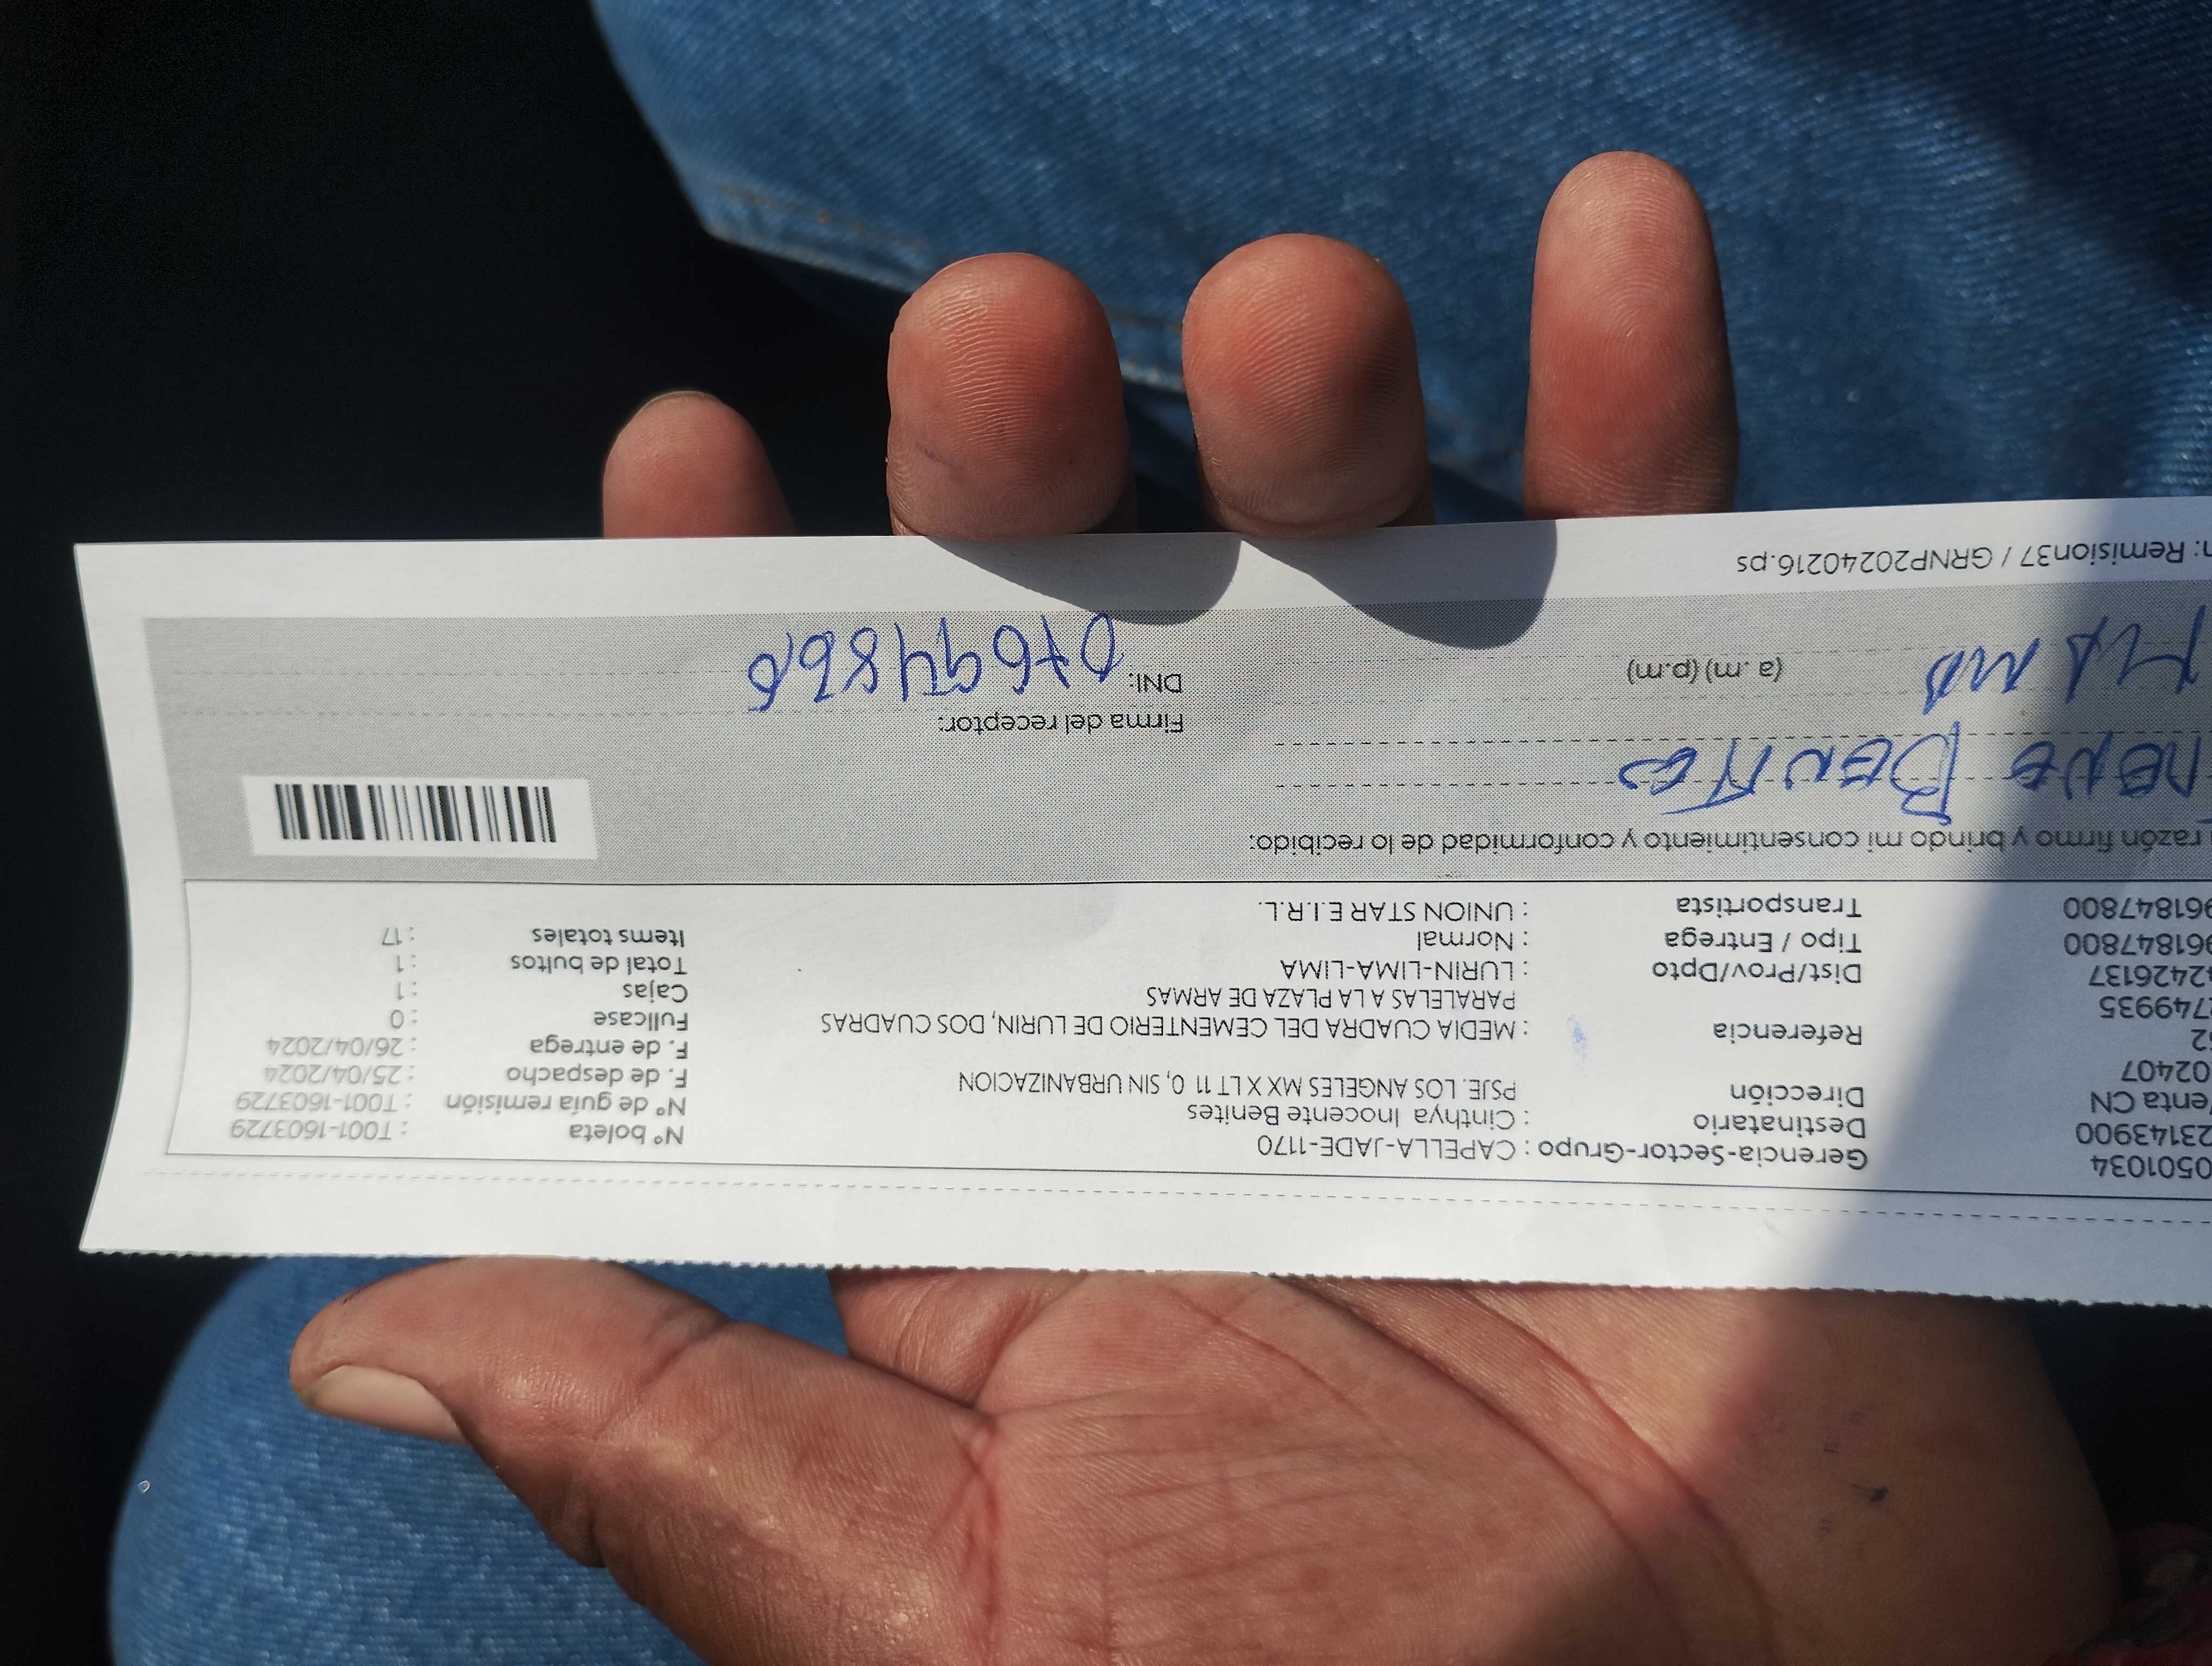 0501034
23143900
enta CN
02407
2
749935
2426137
961847800
961847800
Gerencia-Sector-Grupo : CAPELLA-JADE-1170
Destinatario : Cinthya Inocente Benites
Dirección PSJE. LOS ANGELES MX X LT 11 0, SIN URBANIZACION
Referencia : MEDIA CUADRA DEL CEMENTERIO DE LURIN, DOS CUADRAS
PARALELAS A LA PLAZA DE ARMAS
Dist/Prov/Dpto : LURIN-LIMA-LIMA
Tipo / Entrega : Normal
Transportista : UNION STAR E.I.R.L.
Nº boleta : T001-1603729
Nº de guía remisión : T001-1603729
F. de despacho : 25/04/2024
F. de entrega : 26/04/2024
Fullcase : 0
Cajas : 1
Total de bultos : 1
Items totales : 17
razón firmo y brindo mi consentimiento y conformidad de lo recibido:
Benites
(a .m) (p.m)
Firma del receptor:
DNI:
: Remision37 / GRNP20240216.ps